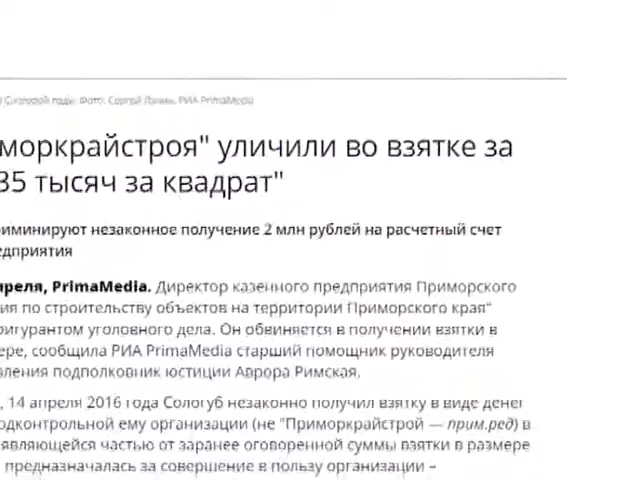 Сергей Ланин, РИА PrimaMedia
моркрайстроя" уличили во взятке за
35 тысяч за квадрат"
риминируют незаконное получение 2 млн рублей на расчетный счет
едприятия
преля, PrimaMedia. Директор казенного предприятия Приморского
ия по строительству объектов на территории Приморского края"
фигурантом уголовного дела. Он обвиняется в получении взятки в
ере, сообщила РИА PrimaMedia старший помощник руководителя
вления подполковник юстиции Аврора Римская.
, 14 апреля 2016 года Сологуб незаконно получил взятку в виде денег
одконтрольной ему организации (не "Приморкрайстрой — прим.ред) в
являющейся частью от заранее оговоренной суммы взятки в размере
предназначалась за совершение в пользу организации –